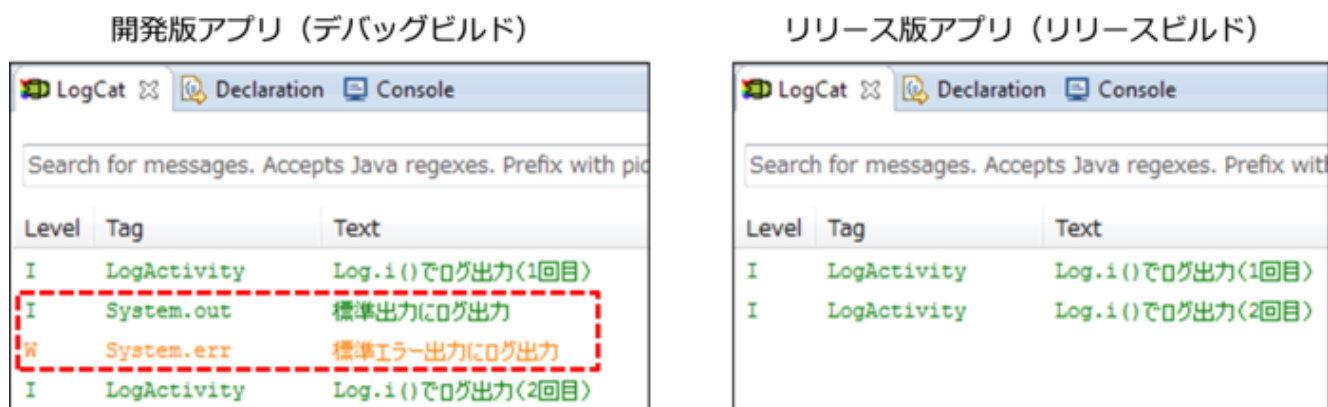 開発版アプリ（デバッグビルド）
LogCat Declaration Console
Search for messages. Accepts Java regexes. Prefix with pid
Level Tag Text
I LogActivity Log.i()でログ出力(1回目)
I System.out 標準出力にログ出力
W System.err 標準エラー出力にログ出力
I LogActivity Log.i()でログ出力(2回目)
リリース版アプリ（リリースビルド）
LogCat Declaration Console
Search for messages. Accepts Java regexes. Prefix with
Level Tag Text
I LogActivity Log.i()でログ出力(1回目)
I LogActivity Log.i()でログ出力(2回目)